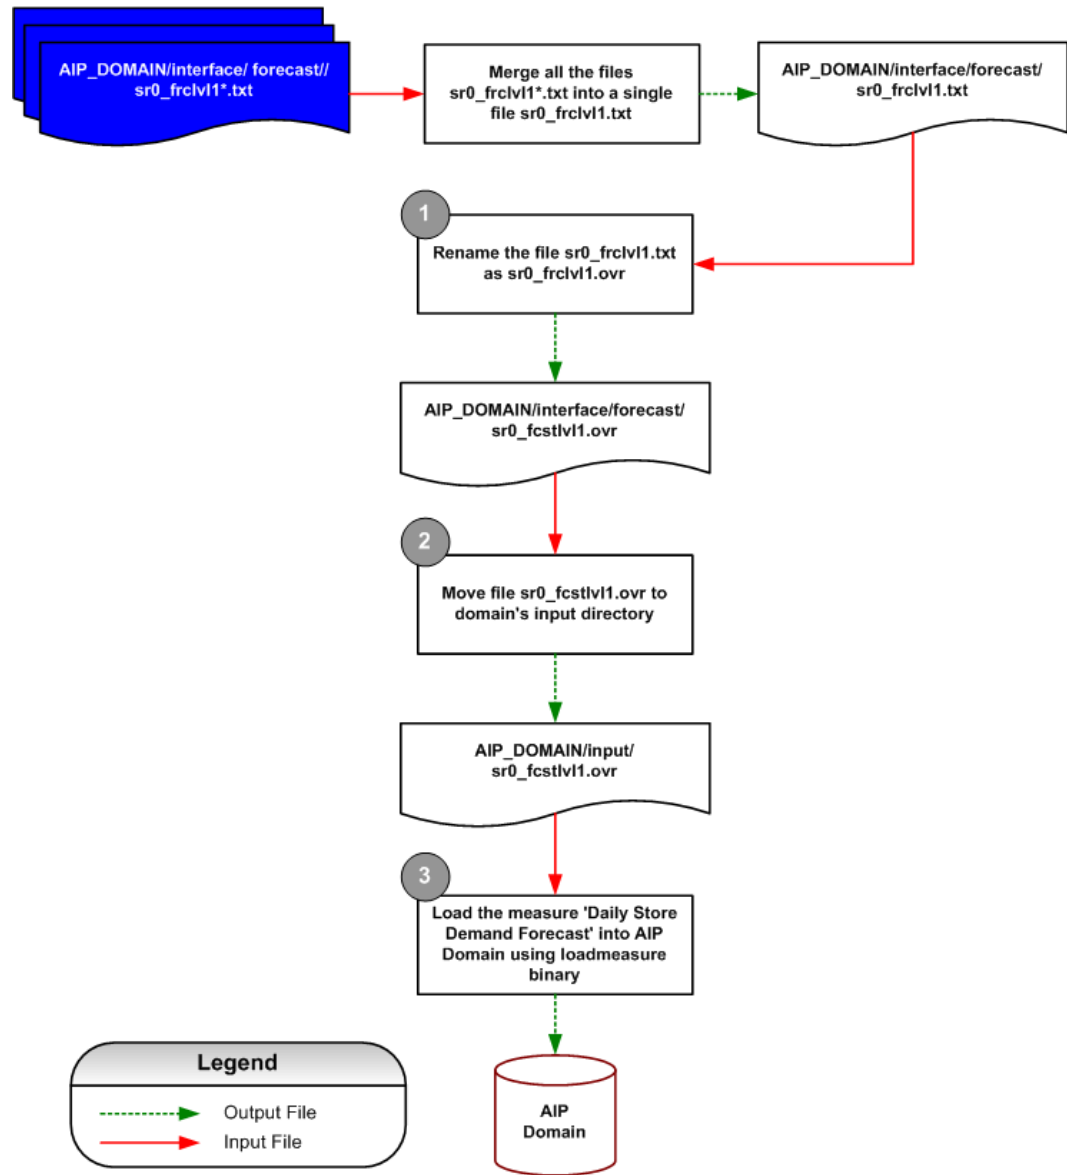 AIP_DOMAIN/interface/ forecast//
sr0_frclvl1*.txt
Merge all the files
sr0_frclvl1*.txt into a single
file sr0_frclvl1.txt
AIP_DOMAIN/interface/forecast/
sr0_frclvl1.txt
1
Rename the file sr0_frclvl1.txt
as sr0_frclvl1.ovr
AIP_DOMAIN/interface/forecast/
sr0_fcstlvl1.ovr
2
Move file sr0_fcstlvl1.ovr to
domain's input directory
AIP_DOMAIN/input/
sr0_fcstlvl1.ovr
3
Load the measure 'Daily Store
Demand Forecast' into AIP
Domain using loadmeasure
binary
Legend
Output File
Input File
AIP
Domain